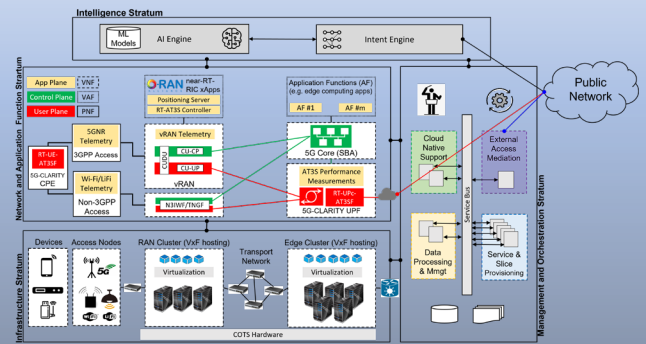 Intelligence Stratum
ML
Models
AI Engine
Intent Engine
Public
Network
Network and Application Function Stratum
App Plane
VNF
Control Plane
VAF
User Plane
PNF
RAN
near-RT-
RIC xApps
Positioning Server
RT-AT3S Controller
Application Functions (AF)
(e.g. edge computing apps)
AF #1
AF #m
5GNR
Telemetry
3GPP Access
RT-UE-
AT3SF
5G-CLARITY
CPE
Wi-Fi/LiFi
Telemetry
Non-3GPP
Access
vRAN Telemetry
CUDU
CU-CP
CU-UP
vRAN
N3IWF/TNGF
5G Core (SBA)
AT3S Performance
Measurements
RT-UPc-
AT3SF
5G-CLARITY UPF
Cloud
Native
Support
External
Access
Mediation
Service Bus
Data
Processing
& Mgmt
Service &
Slice
Provisioning
Management and Orchestration Stratum
Infrastructure Stratum
Devices
Access Nodes
5G
RAN Cluster (VxF hosting)
Virtualization
Transport
Network
Edge Cluster (VxF hosting)
Virtualization
COTS Hardware